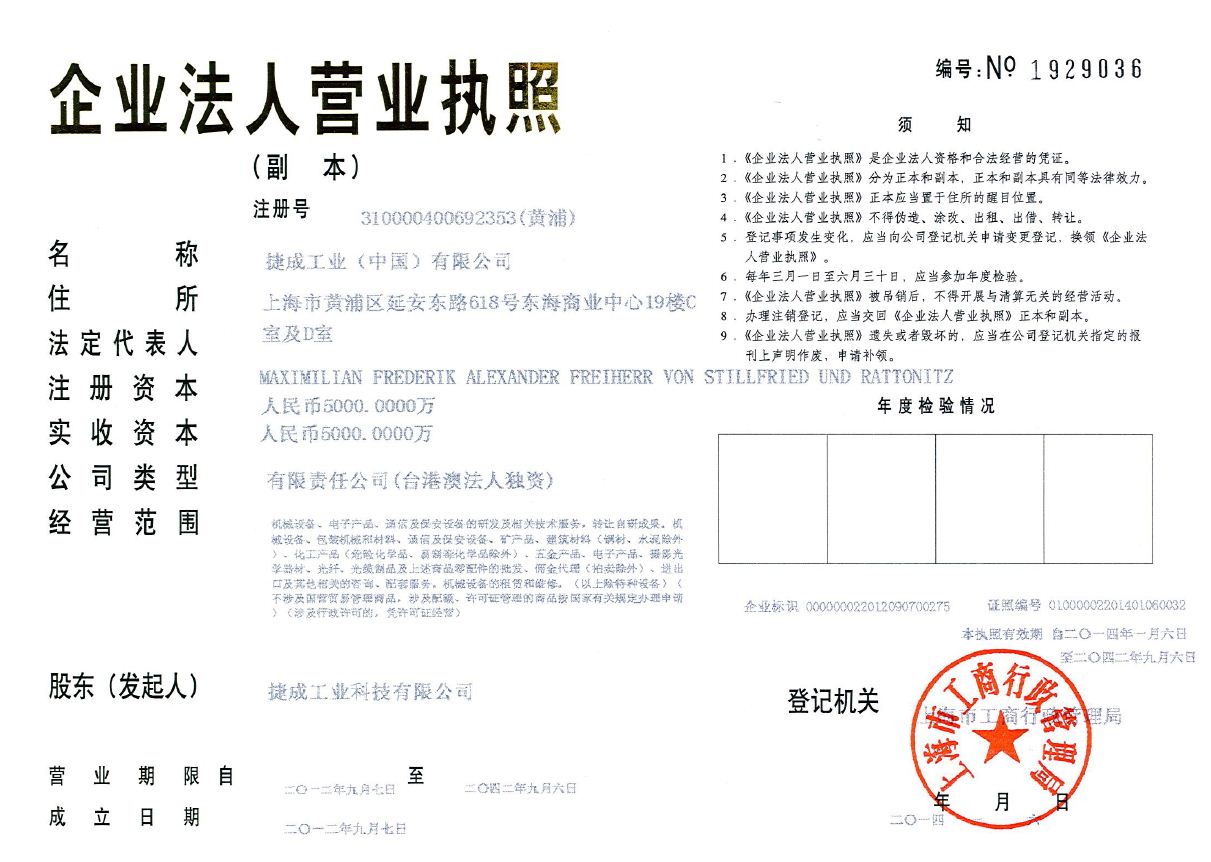 企业法人营业执照
(副 本)
编号:Nº 1929036
注册号 310000400692353(黄浦)
名称 捷成工业（中国）有限公司
住所 上海市黄浦区延安东路618号东海商业中心19楼C
室及D室
法定代表人 MAXIMILIAN FREDERIK ALEXANDER FREIHERR VON STILLFRIED UND RATTONITZ
注册资本 人民币5000.0000万
实收资本 人民币5000.0000万
公司类型 有限责任公司(台港澳法人独资)
经营范围 机械设备、电子产品、通信及保安设备的研发及相关技术服务，转让自研成果。机
械设备、包装机械和材料、通信及保安设备、矿产品、建筑材料（钢材、水泥除外
）、化工产品（危险化学品、易制毒化学品除外）、五金产品、电子产品、摄影光
学器材、光纤、光缆制品及上述商品零配件的批发、佣金代理（拍卖除外）、进出
口及其他相关的咨询、配套服务。机械设备的租赁和维修。（以上除特种设备）（
不涉及国营贸易管理商品，涉及配额、许可证管理的商品按国家有关规定办理申请
）（涉及行政许可的，凭许可证经营）
股东（发起人） 捷成工业科技有限公司
营业期限自 二〇一二年九月七日 至 二〇四二年九月六日
成立日期 二〇一二年九月七日
须 知
1．《企业法人营业执照》是企业法人资格和合法经营的凭证。
2．《企业法人营业执照》分为正本和副本，正本和副本具有同等法律效力。
3．《企业法人营业执照》正本应当置于住所的醒目位置。
4．《企业法人营业执照》不得伪造、涂改、出租、出借、转让。
5．登记事项发生变化，应当向公司登记机关申请变更登记，换领《企业法
人营业执照》。
6．每年三月一日至六月三十日，应当参加年度检验。
7．《企业法人营业执照》被吊销后，不得开展与清算无关的经营活动。
8．办理注销登记，应当交回《企业法人营业执照》正本和副本。
9．《企业法人营业执照》遗失或者毁坏的，应当在公司登记机关指定的报
刊上声明作废，申请补领。
年度检验情况
企业标识 000000022012090700275 证照编号 01000002201401060032
本执照有效期 自二〇一四年一月六日
至二〇四二年九月六日
登记机关 上海市工商行政管理局
上海市工商行政管理局
年 月 日
二〇一四 一 六